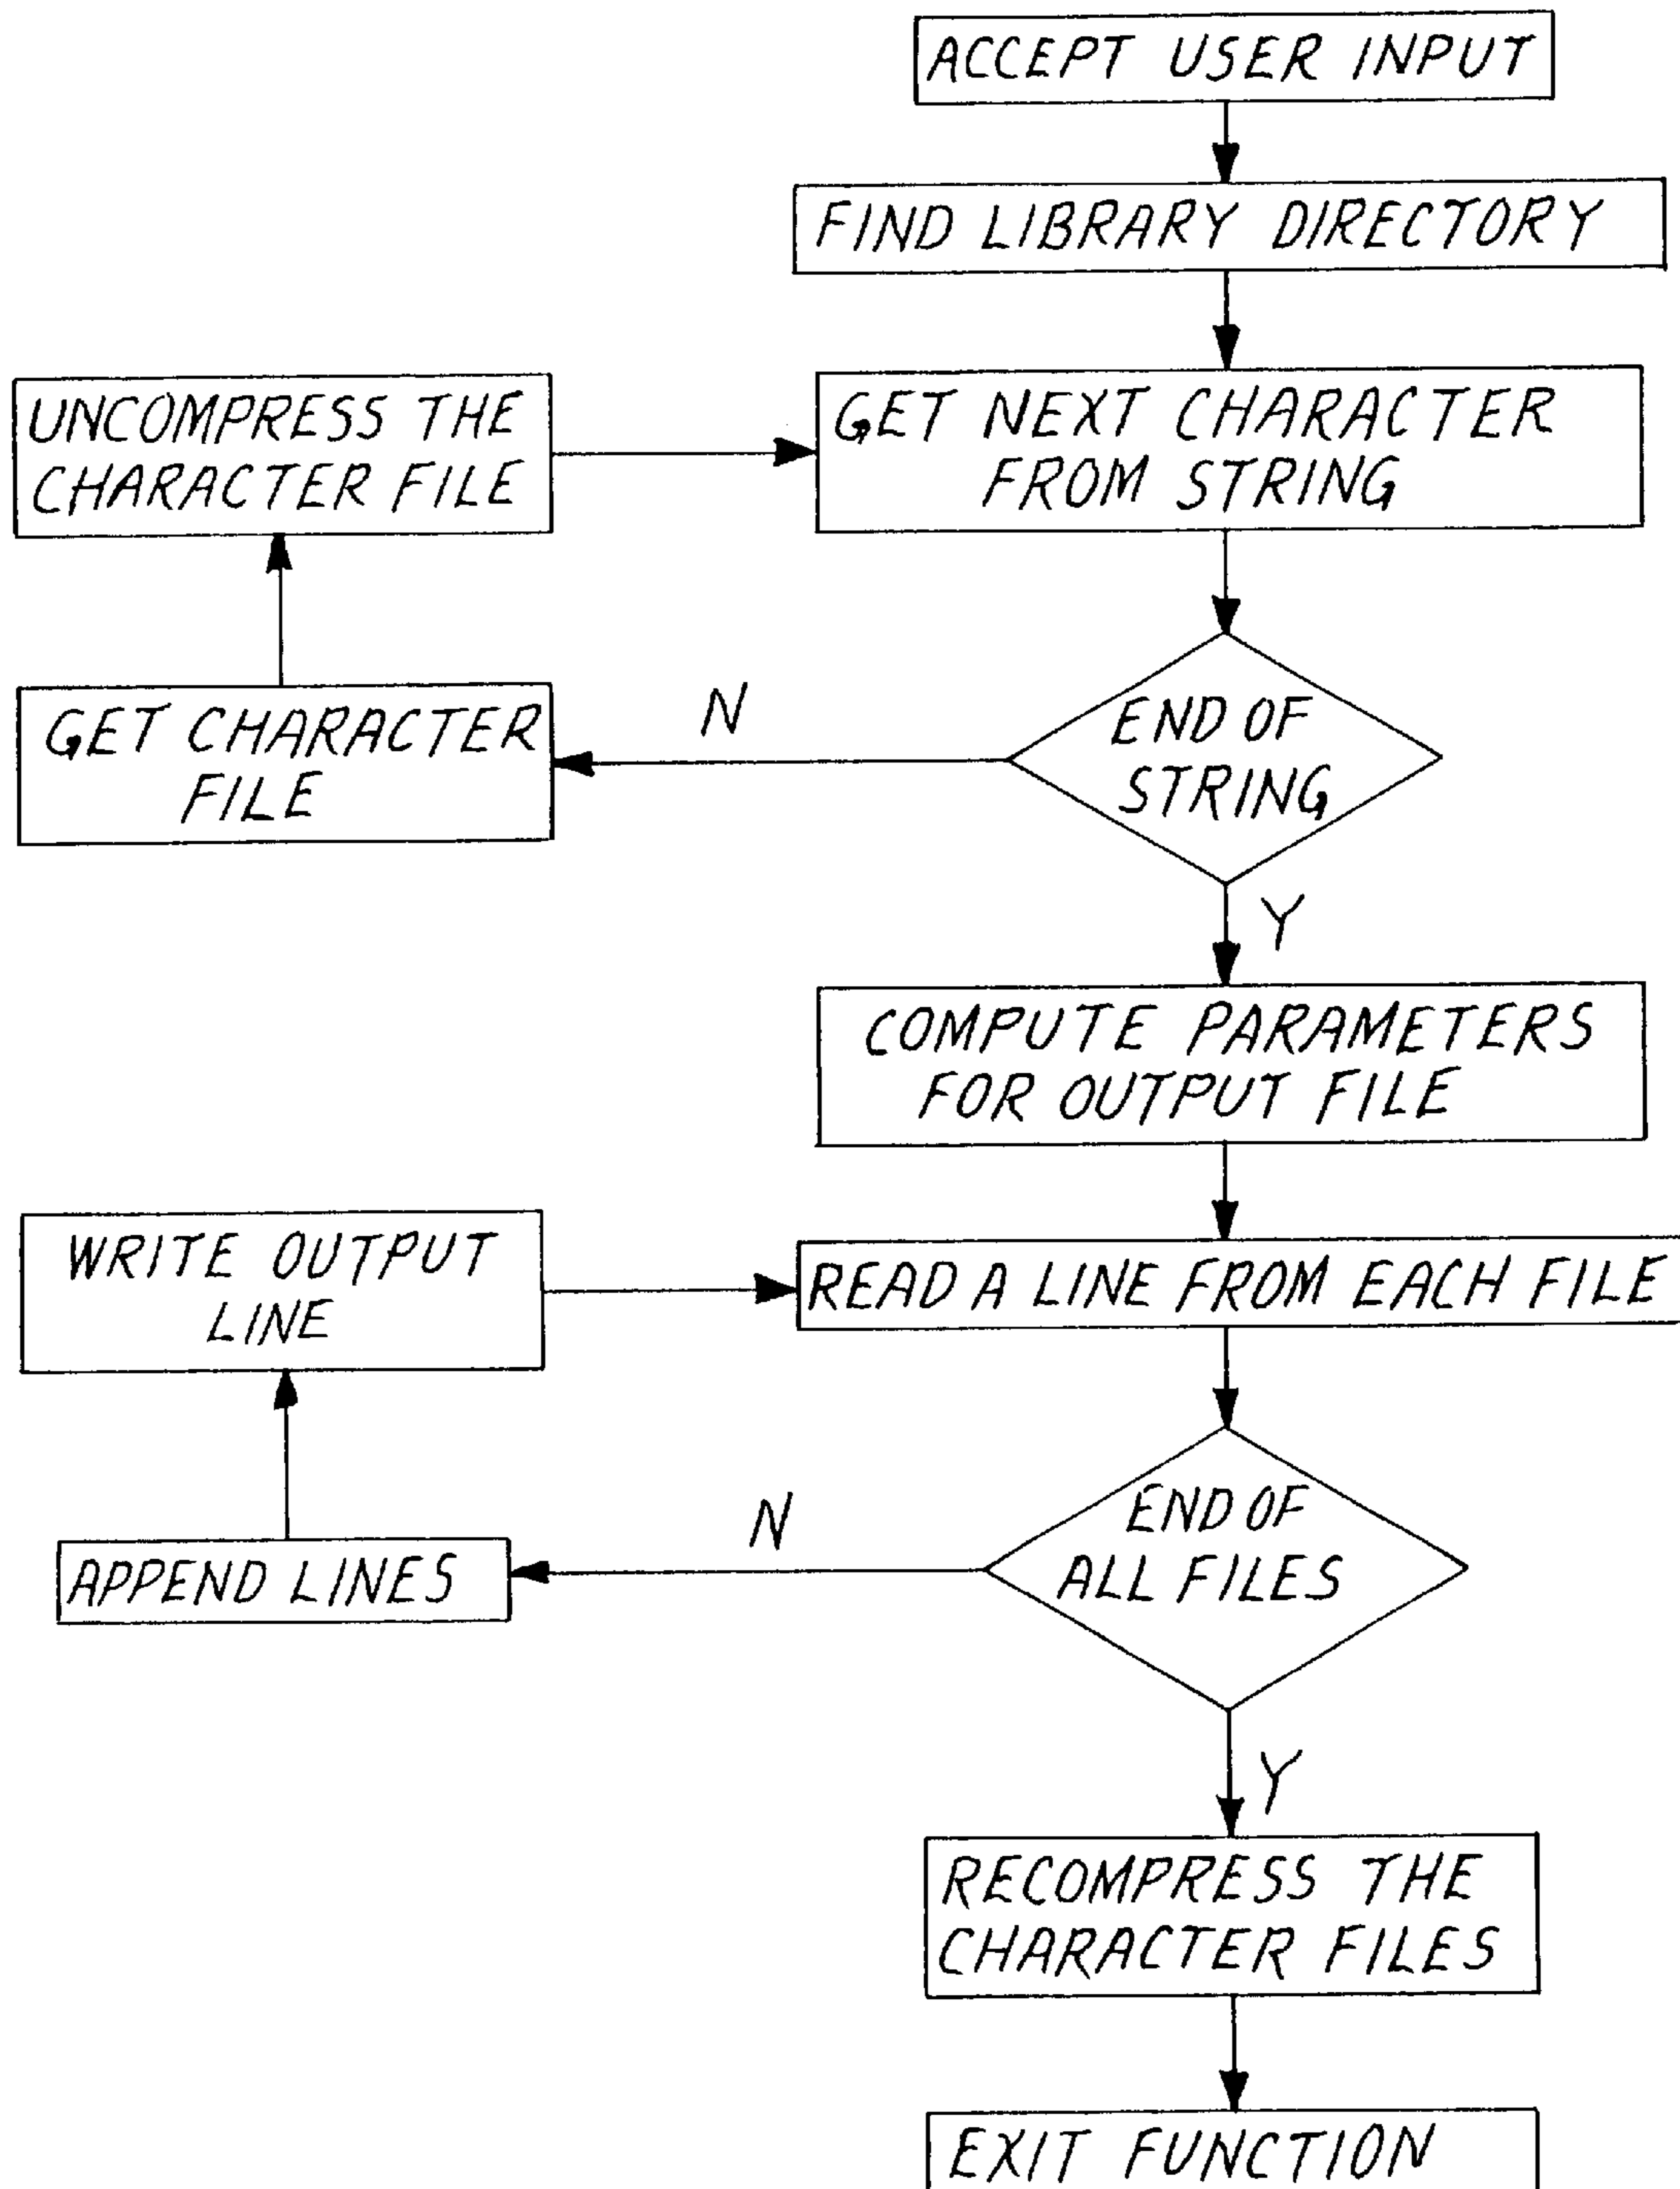 ACCEPT USER INPUT
FIND LIBRARY DIRECTORY
UNCOMPRESS THE
CHARACTER FILE
GET NEXT CHARACTER
FROM STRING
GET CHARACTER
FILE
N
END OF
STRING
Y
COMPUTE PARAMETERS
FOR OUTPUT FILE
WRITE OUTPUT
LINE
READ A LINE FROM EACH FILE
APPEND LINES
N
END OF
ALL FILES
Y
RECOMPRESS THE
CHARACTER FILES
EXIT FUNCTION